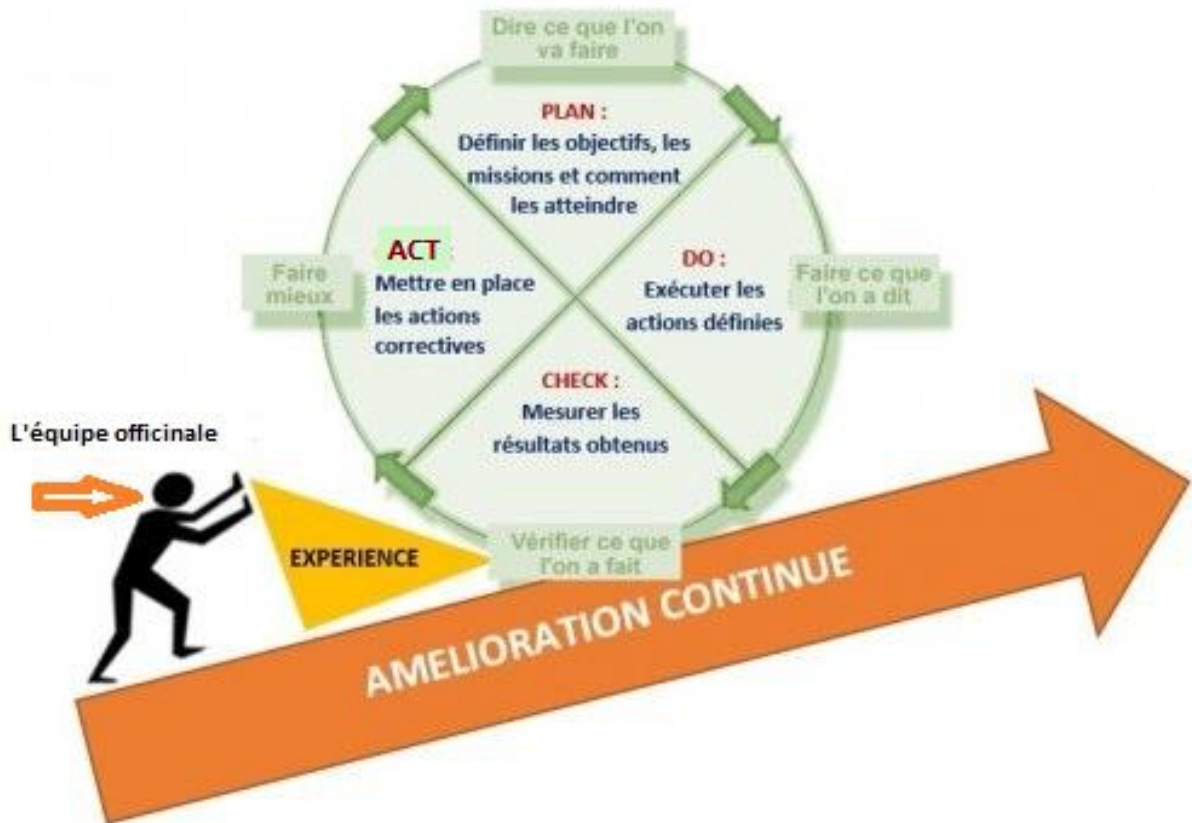 Dire ce que l'on
va faire
PLAN :
Définir les objectifs, les
missions et comment
les atteindre
ACT :
Mettre en place
les actions
correctives
Faire
mieux
DO :
Exécuter les
actions définies
Faire ce que
l'on a dit
CHECK :
Mesurer les
résultats obtenus
L'équipe officinale
EXPERIENCE
Vérifier ce que
l'on a fait
AMELIORATION CONTINUE